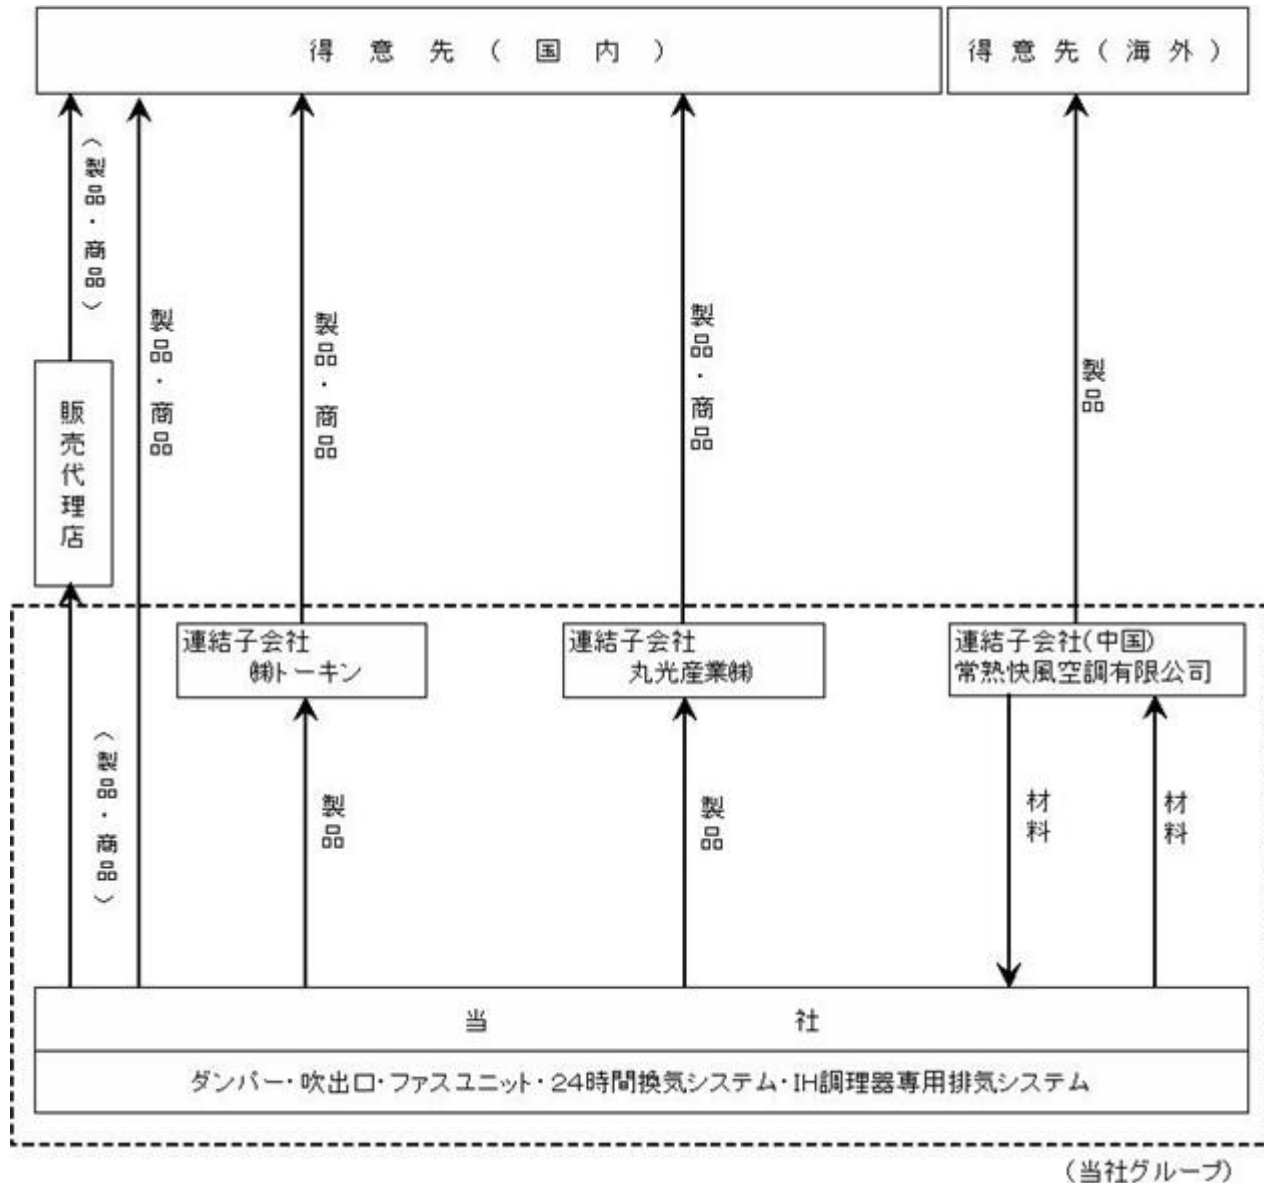 得意先(国内)
得意先(海外)
(製品・商品)
製品・商品
製品・商品
製品・商品
製品
販売代理店
連結子会社
㈱トーキン
連結子会社
丸光産業㈱
連結子会社(中国)
常熟快風空調有限公司
(製品・商品)
製品
製品
材料
材料
当社
ダンパー・吹出口・ファスユニット・24時間換気システム・IH調理器専用排気システム
(当社グループ)